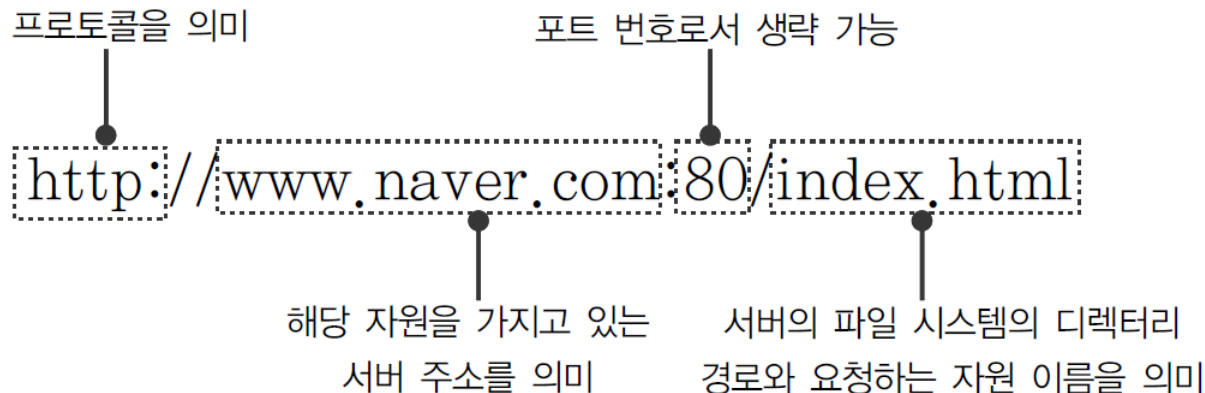 프로토콜을 의미
포트 번호로서 생략 가능
http://www.naver.com:80/index.html
해당 자원을 가지고 있는
서버 주소를 의미
서버의 파일 시스템의 디렉터리
경로와 요청하는 자원 이름을 의미